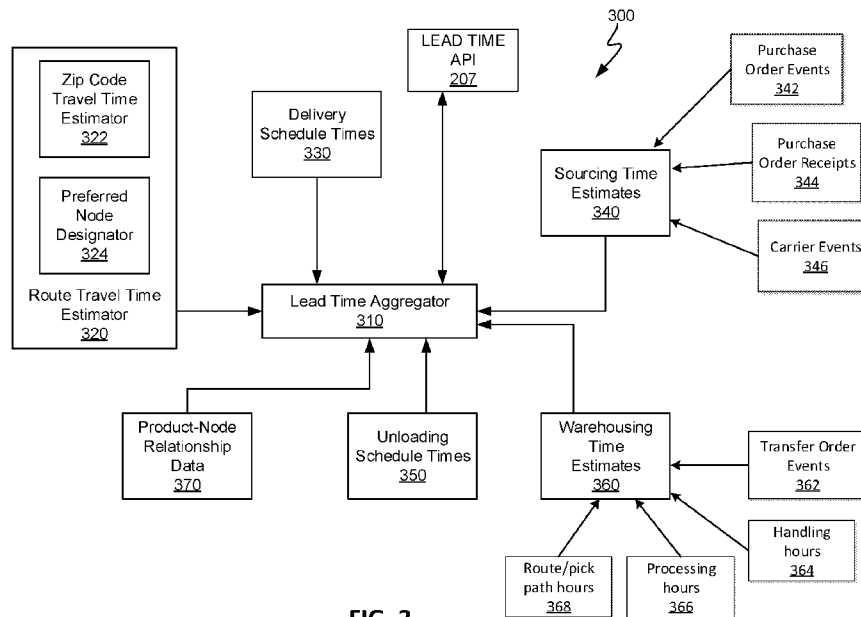 300
LEAD TIME
API
207
Purchase
Order Events
342
Zip Code
Travel Time
Estimator
322
Delivery
Schedule Times
330
Purchase
Order Receipts
344
Sourcing Time
Estimates
340
Preferred
Node
Designator
324
Carrier Events
346
Route Travel Time
Estimator
320
Lead Time Aggregator
310
Product-Node
Relationship
Data
370
Unloading
Schedule Times
350
Warehousing
Time
Estimates
360
Transfer Order
Events
362
Handling
hours
364
Route/pick
path hours
368
Processing
hours
366